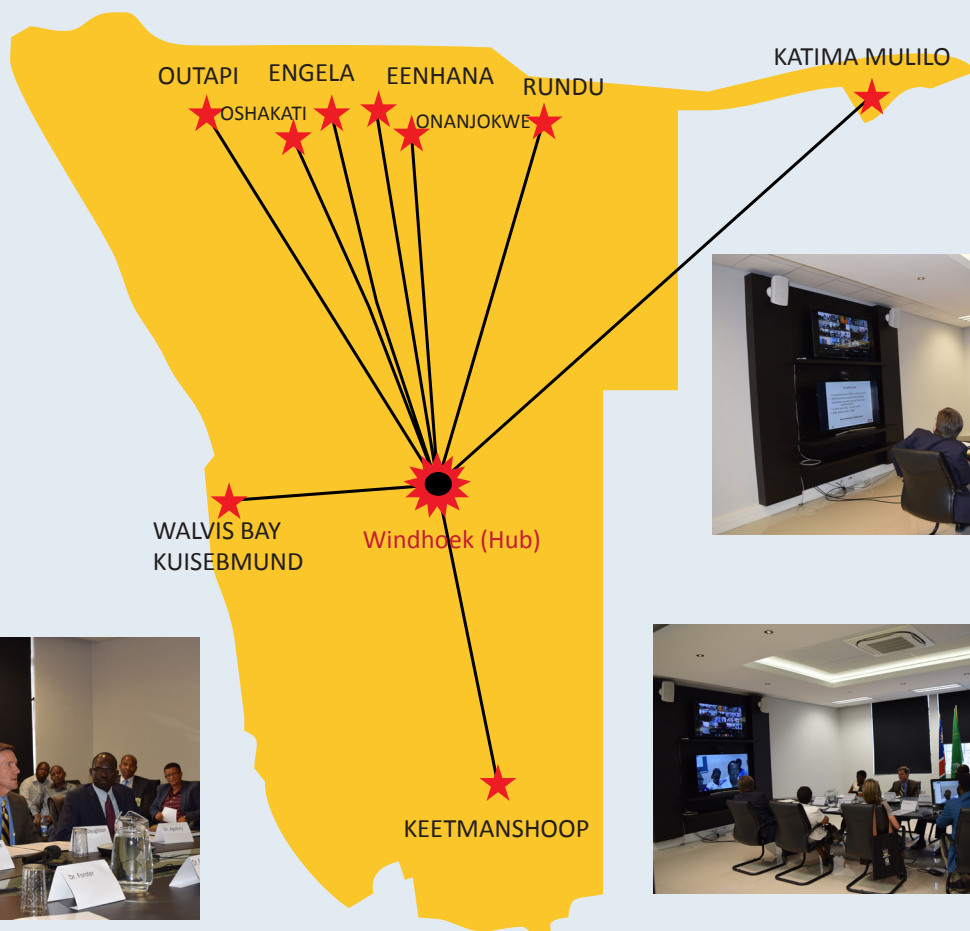 KATIMA MULILO
OUTAPI
ENGELA
EENHANA
RUNDU
OSHAKATI
ONANJOKWE
WALVIS BAY
KUISEBMUND
Windhoek (Hub)
KEETMANSHOOP
Dr. Forster